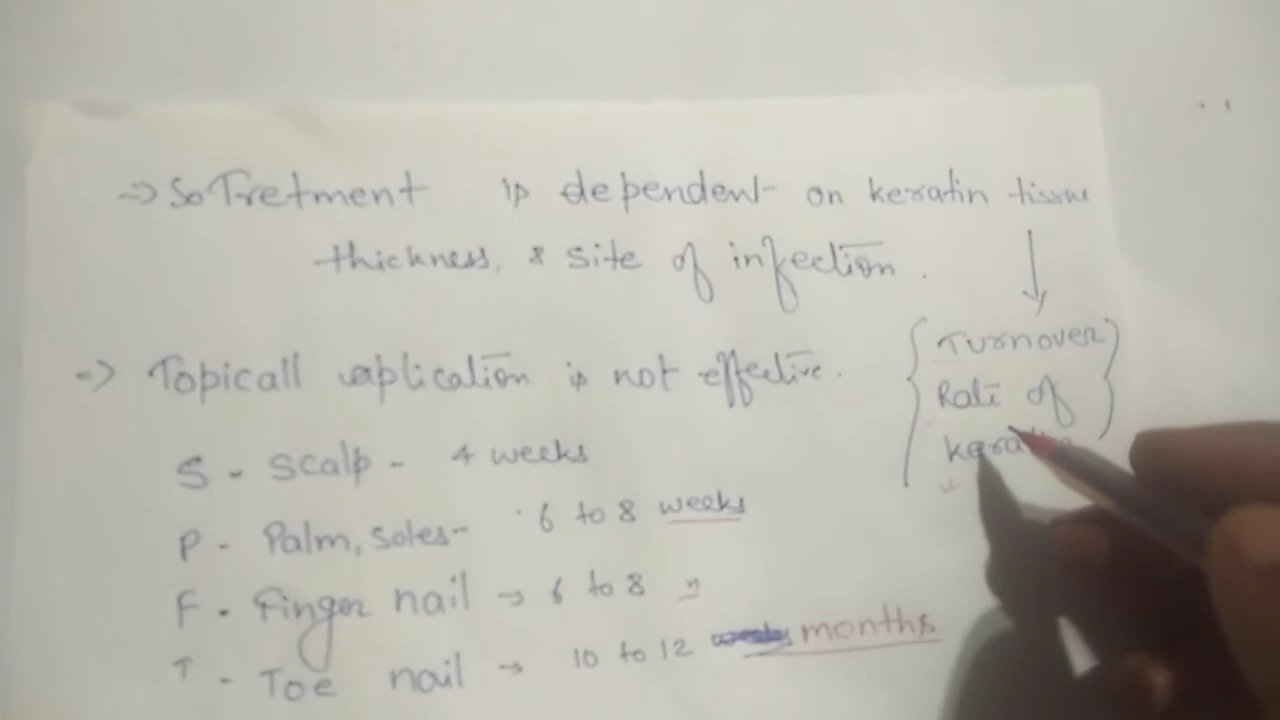 => So Tretment is dependent on keratin tissue
thickness, & site of infection.
=> Topicall aplication is not effective.
{ Turnover
Rate of
S - Scalp - 4 weeks
P - Palm, soles - 6 to 8 weeks
F - Finger nail → 6 to 8 "
T - Toe nail → 10 to 12 months